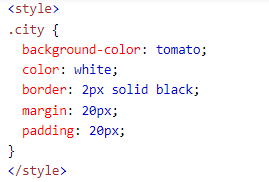 <style>
.city {
  background-color: tomato;
  color: white;
  border: 2px solid black;
  margin: 20px;
  padding: 20px;
}
</style>